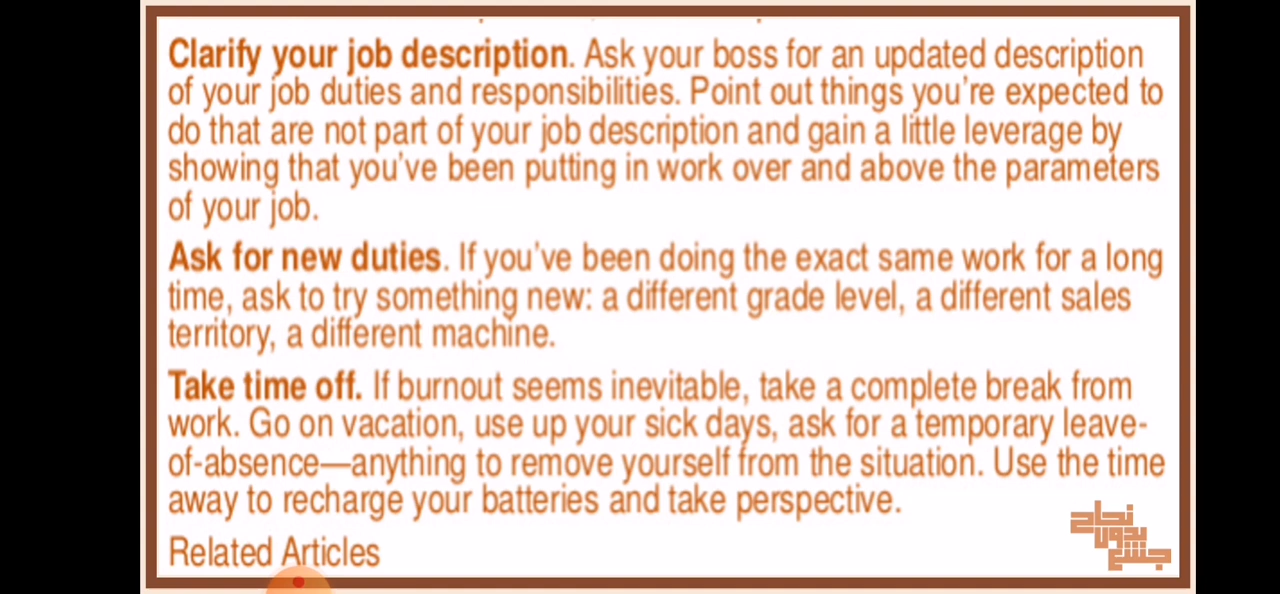 Clarify your job description. Ask your boss for an updated description
of your job duties and responsibilities. Point out things you're expected to
do that are not part of your job description and gain a little leverage by
showing that you've been putting in work over and above the parameters
of your job.
Ask for new duties. If you've been doing the exact same work for a long
time, ask to try something new: a different grade level, a different sales
territory, a different machine.
Take time off. If burnout seems inevitable, take a complete break from
work. Go on vacation, use up your sick days, ask for a temporary leave-
of-absence—anything to remove yourself from the situation. Use the time
away to recharge your batteries and take perspective.
Related Articles
نجاح
بدون
جشع